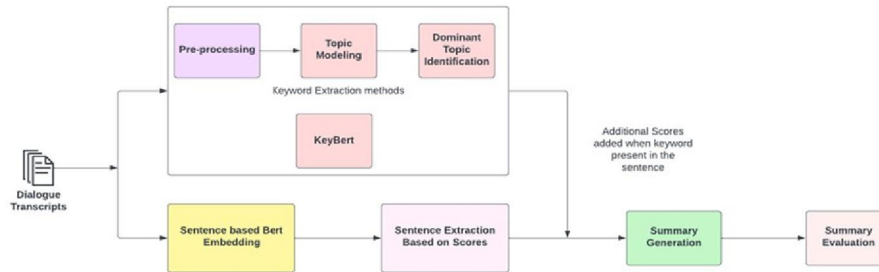 Pre-processing
Topic
Modeling
Dominant
Topic
Identification
Keyword Extraction methods
KeyBert
Additional Scores
added when keyword
present in the
sentence
Dialogue
Transcripts
Sentence based Bert
Embedding
Sentence Extraction
Based on Scores
Summary
Generation
Summary
Evaluation